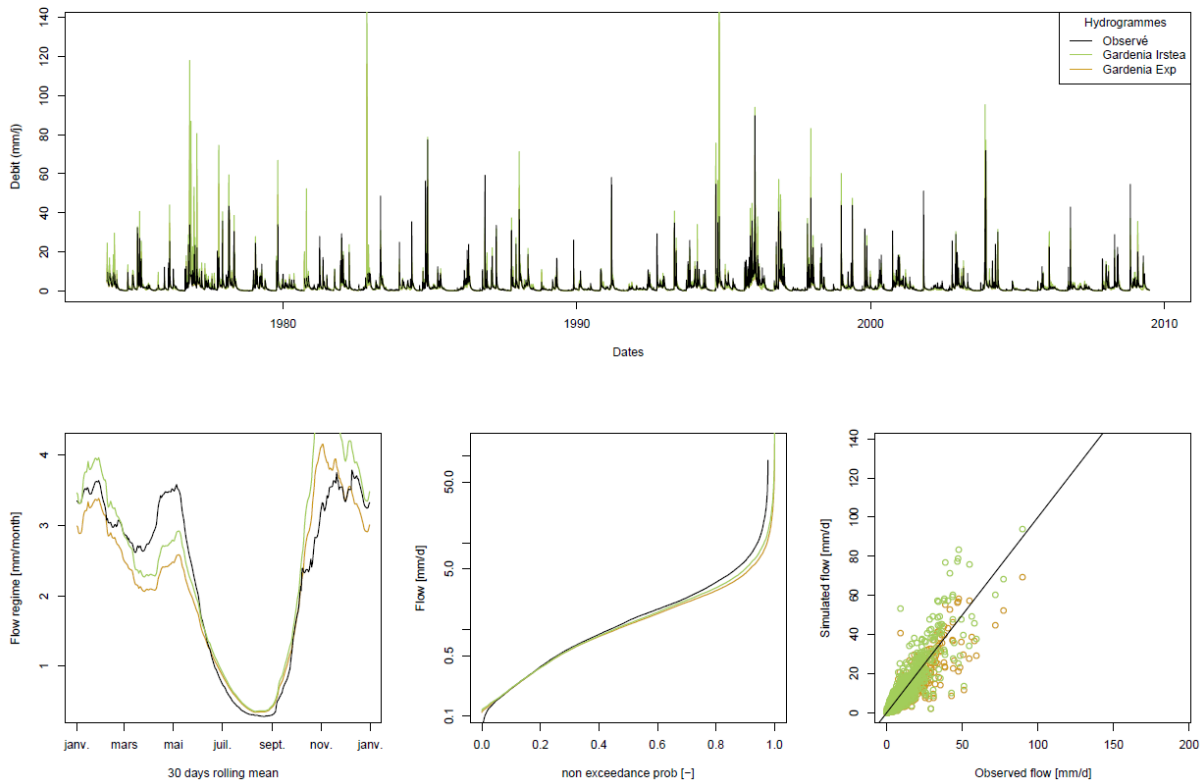 Hydrogrammes
Observé
Gardenia Irstea
Gardenia Exp
Debit (mm/j)
140
120
100
80
60
40
20
0
1980
1990
2000
2010
Dates
Flow regime [mm/month]
4
3
2
1
janv.
mars
mai
juil.
sept.
nov.
janv.
30 days rolling mean
Flow [mm/d]
50.0
5.0
0.5
0.1
0.0
0.2
0.4
0.6
0.8
1.0
non exceedance prob [−]
Simulated flow [mm/d]
140
120
100
80
60
40
20
0
0
50
100
150
200
Observed flow [mm/d]